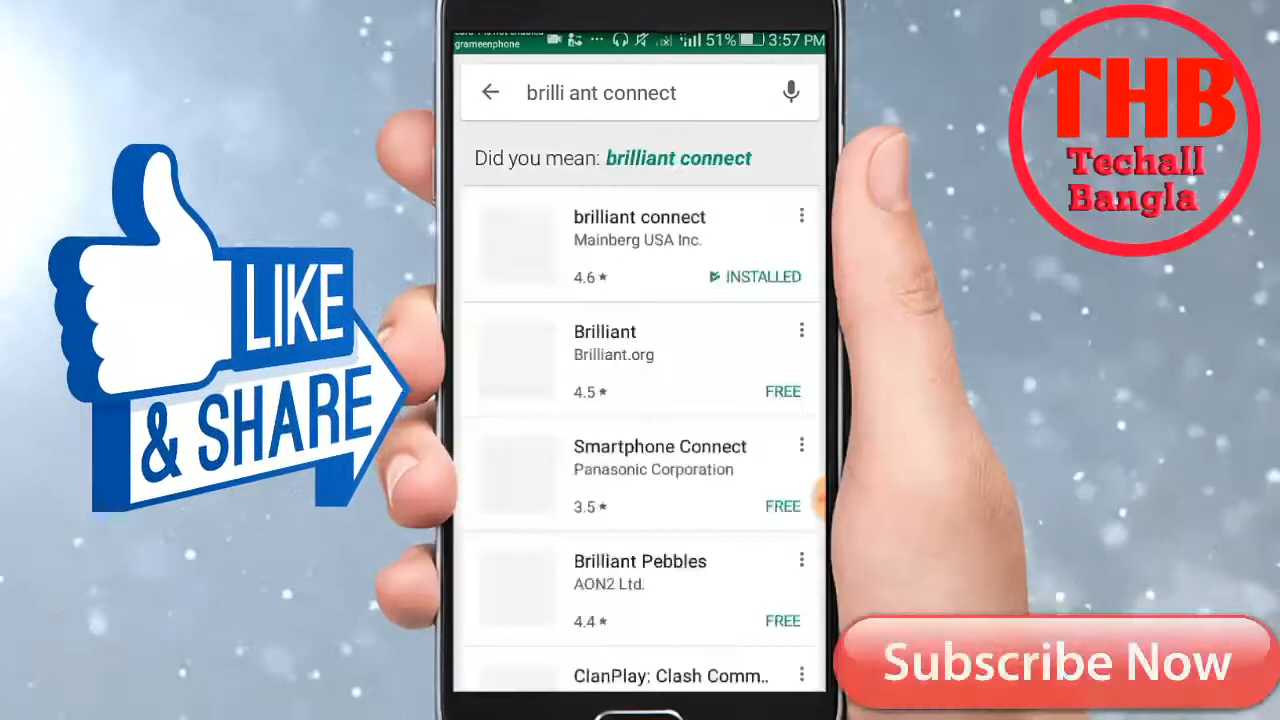 grameenphone
51%
3:57 PM
brilli ant connect
Did you mean: brilliant connect
brilliant connect
Mainberg USA Inc.
4.6 ★
INSTALLED
Brilliant
Brilliant.org
4.5 ★
FREE
Smartphone Connect
Panasonic Corporation
3.5 ★
FREE
Brilliant Pebbles
AON2 Ltd.
4.4 ★
FREE
ClanPlay: Clash Comm..
LIKE
& SHARE
THB
Techall
Bangla
Subscribe Now